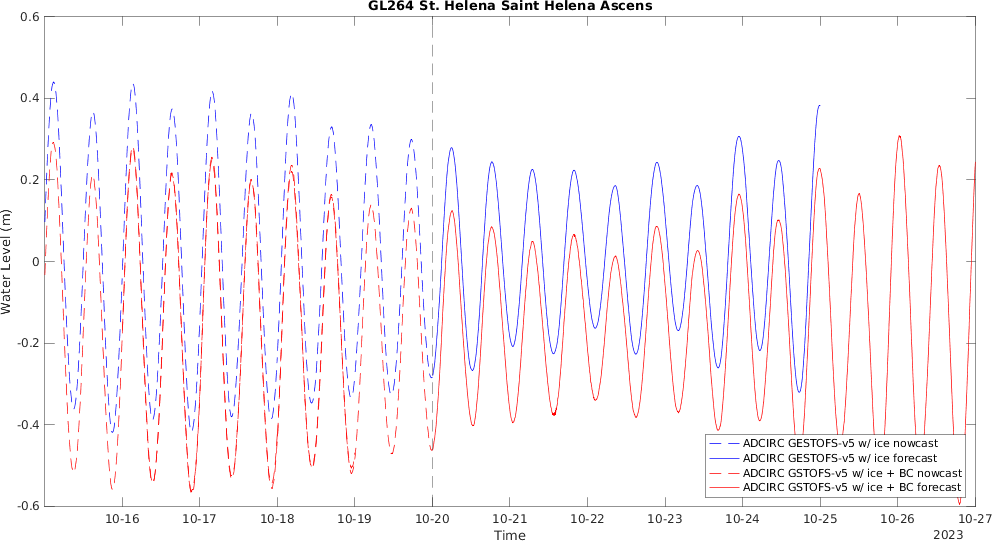 GL264 St. Helena Saint Helena Ascens
0.6
0.4
0.2
0
-0.2
-0.4
-0.6
Water Level (m)
10-16
10-17
10-18
10-19
10-20
10-21
10-22
10-23
10-24
10-25
10-26
10-27
Time
2023
ADCIRC GESTOFS-v5 w/ ice nowcast
ADCIRC GESTOFS-v5 w/ ice forecast
ADCIRC GSTOFS-v5 w/ ice + BC nowcast
ADCIRC GSTOFS-v5 w/ ice + BC forecast